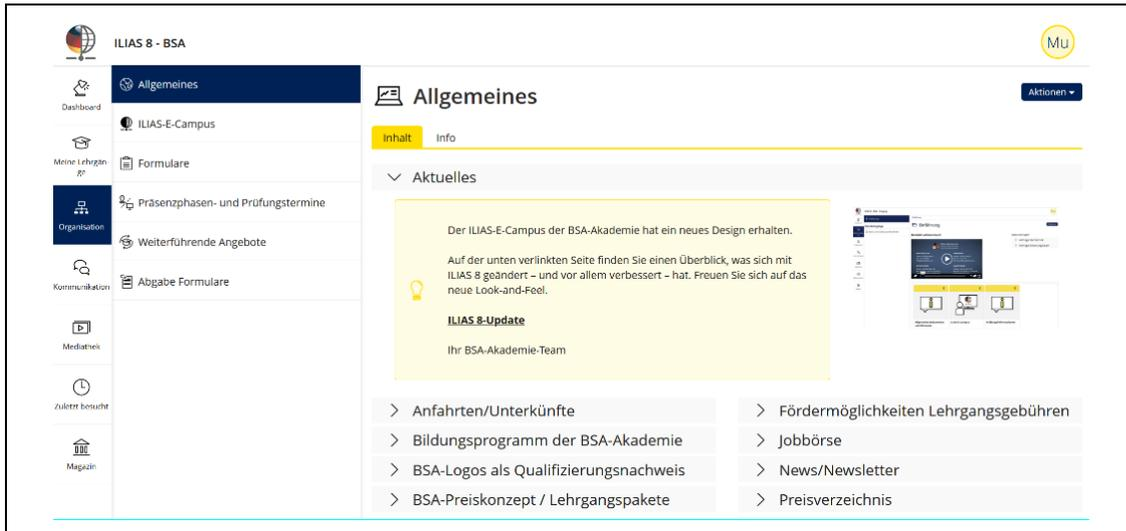 ILIAS 8 - BSA
Mu
Dashboard
Meine Lehrgän-
ge
Organisation
Kommunikation
Mediathek
Zuletzt besucht
Magazin
Allgemeines
ILIAS-E-Campus
Formulare
Präsenzphasen- und Prüfungstermine
Weiterführende Angebote
Abgabe Formulare
Allgemeines
Aktionen
Inhalt
Info
Aktuelles
Der ILIAS-E-Campus der BSA-Akademie hat ein neues Design erhalten.
Auf der unten verlinkten Seite finden Sie einen Überblick, was sich mit
ILIAS 8 geändert – und vor allem verbessert – hat. Freuen Sie sich auf das
neue Look-and-Feel.
ILIAS 8-Update
Ihr BSA-Akademie-Team
Anfahrten/Unterkünfte
Bildungsprogramm der BSA-Akademie
BSA-Logos als Qualifizierungsnachweis
BSA-Preiskonzept / Lehrgangspakete
Fördermöglichkeiten Lehrgangsgebühren
Jobbörse
News/Newsletter
Preisverzeichnis